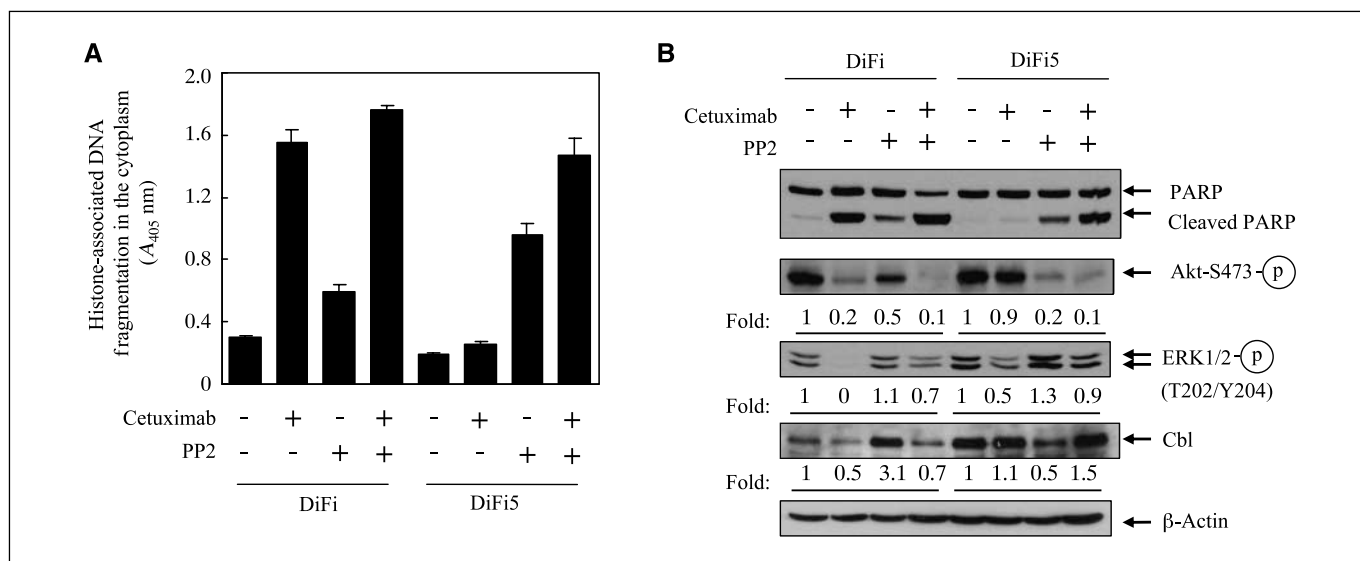 A
Histone-associated DNA
fragmentation in the cytoplasm
(A405 nm)
2.0
1.6
1.2
0.8
0.4
0
Cetuximab - + - + - + - +
PP2 - - + + - - + +
DiFi DiFi5
B
DiFi DiFi5
Cetuximab - + - + - + - +
PP2 - - + + - - + +
PARP
Cleaved PARP
Akt-S473-p
Fold: 1 0.2 0.5 0.1 1 0.9 0.2 0.1
ERK1/2-p
(T202/Y204)
Fold: 1 0 1.1 0.7 1 0.5 1.3 0.9
Cbl
Fold: 1 0.5 3.1 0.7 1 1.1 0.5 1.5
β-Actin